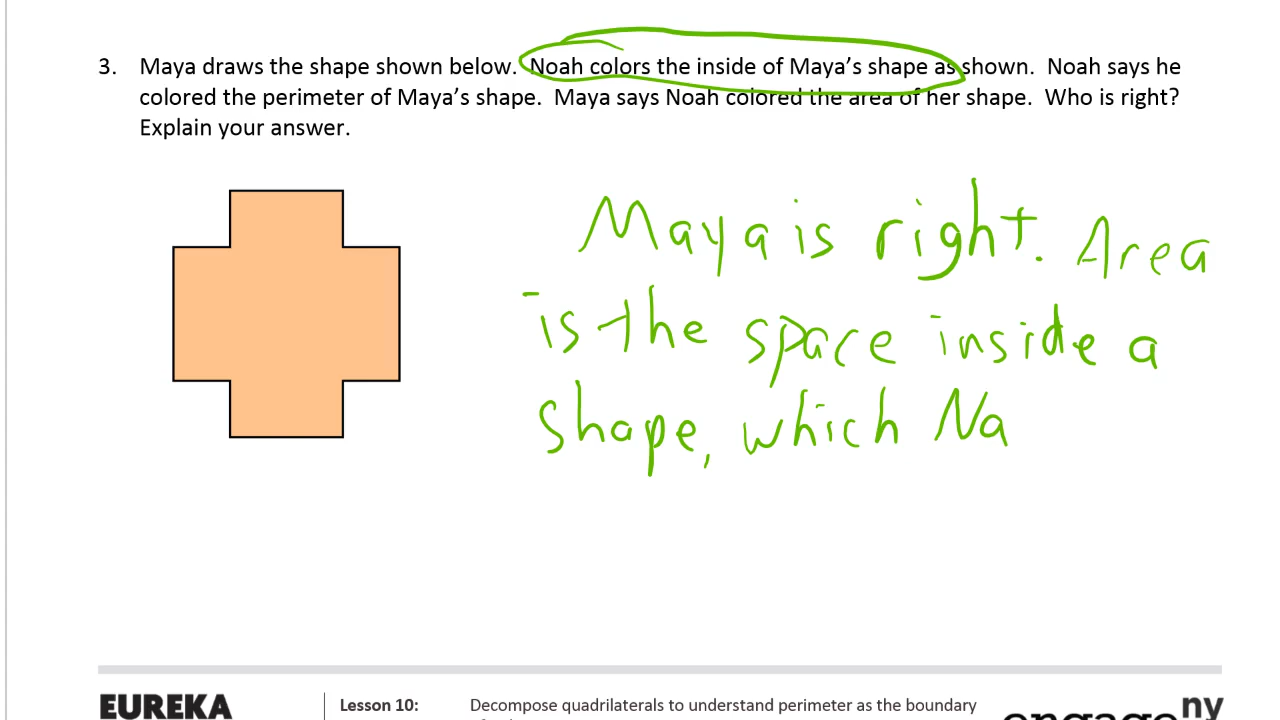 3. Maya draws the shape shown below. Noah colors the inside of Maya's shape as shown. Noah says he
colored the perimeter of Maya's shape. Maya says Noah colored the area of her shape. Who is right?
Explain your answer.
Maya is right. Area
is the space inside a
shape, which Na
EUREKA
Lesson 10:
Decompose quadrilaterals to understand perimeter as the boundary
engage ny